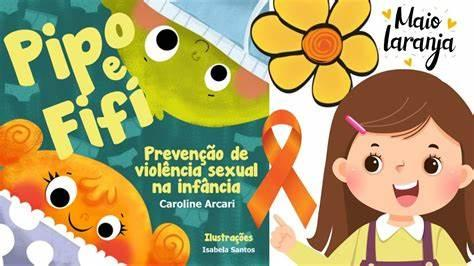 Pipo
e
Fifi
Prevenção de
violência sexual
na infância
Caroline Arcari
Ilustrações
Isabela Santos
Maio
laranja